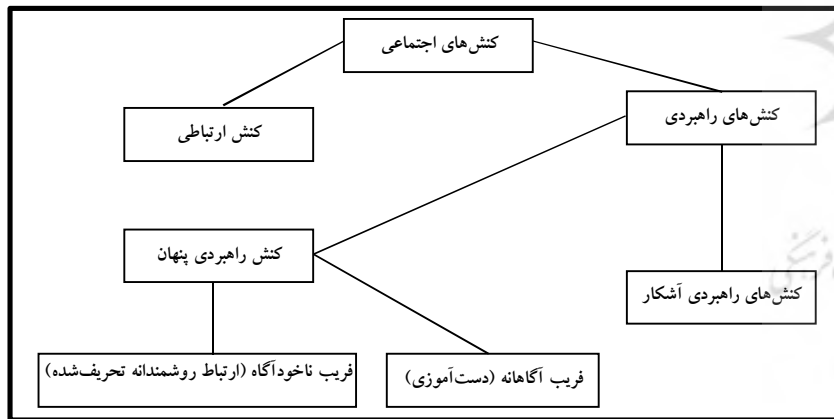 کنش‌های اجتماعی
کنش‌های راهبردی
کنش ارتباطی
کنش راهبردی پنهان
کنش‌های راهبردی آشکار
فریب آگاهانه (دست‌آموزی)
فریب ناخودآگاه (ارتباط روشمندانه تحریف‌شده)